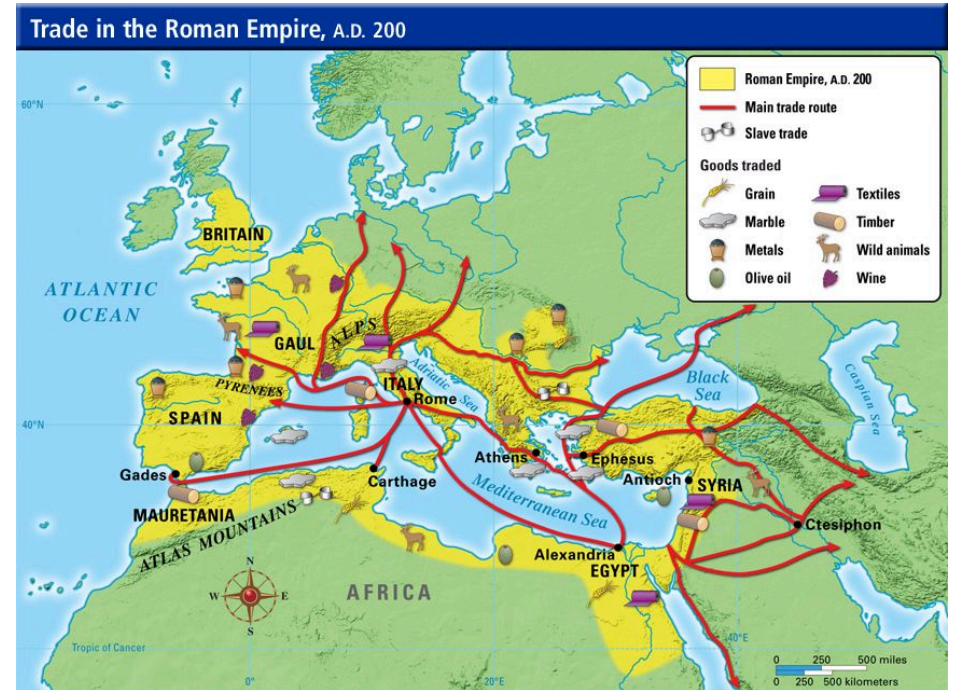 Trade in the Roman Empire, A.D. 200
Roman Empire, A.D. 200
Main trade route
Slave trade
Goods traded
Grain
Textiles
Marble
Timber
Metals
Wild animals
Olive oil
Wine
60°N
BRITAIN
ATLANTIC
OCEAN
GAUL
ALPS
PYRENEES
ITALY
Adriatic Sea
Rome
Black
Sea
Caspian Sea
SPAIN
40°N
Gades
Carthage
Athens
Ephesus
Antioch
SYRIA
Mediterranean Sea
MAURETANIA
ATLAS MOUNTAINS
Ctesiphon
Alexandria
EGYPT
AFRICA
N
W
E
S
Tropic of Cancer
0°
20°E
40°E
0 250 500 miles
0 250 500 kilometers